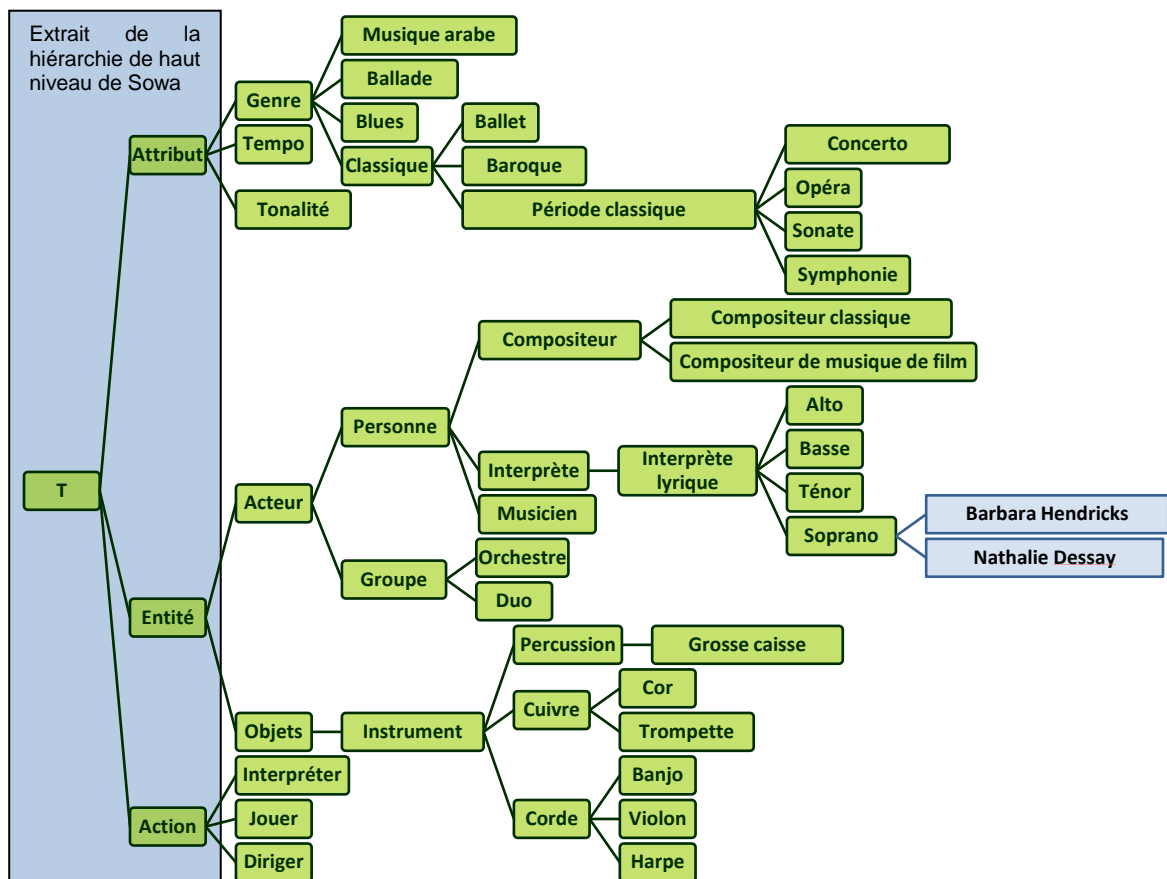 Extrait de la
hiérarchie de haut
niveau de Sowa
T
Attribut
Genre
Musique arabe
Ballade
Blues
Classique
Ballet
Baroque
Période classique
Concerto
Opéra
Sonate
Symphonie
Tempo
Tonalité
Entité
Acteur
Personne
Compositeur
Compositeur classique
Compositeur de musique de film
Interprète
Interprète
lyrique
Alto
Basse
Ténor
Soprano
Barbara Hendricks
Nathalie Dessay
Musicien
Groupe
Orchestre
Duo
Objets
Instrument
Percussion
Grosse caisse
Cuivre
Cor
Trompette
Corde
Banjo
Violon
Harpe
Action
Interpréter
Jouer
Diriger